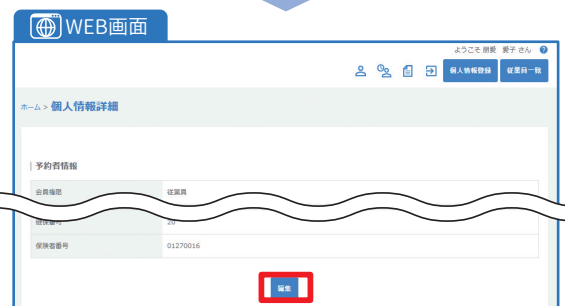 WEB画面
ようこそ 朋愛 愛子 さん ?
個人情報登録 従業員一覧
ホーム > 個人情報詳細
予約者情報
会員権限 従業員
20
保険者番号 01270016
編集